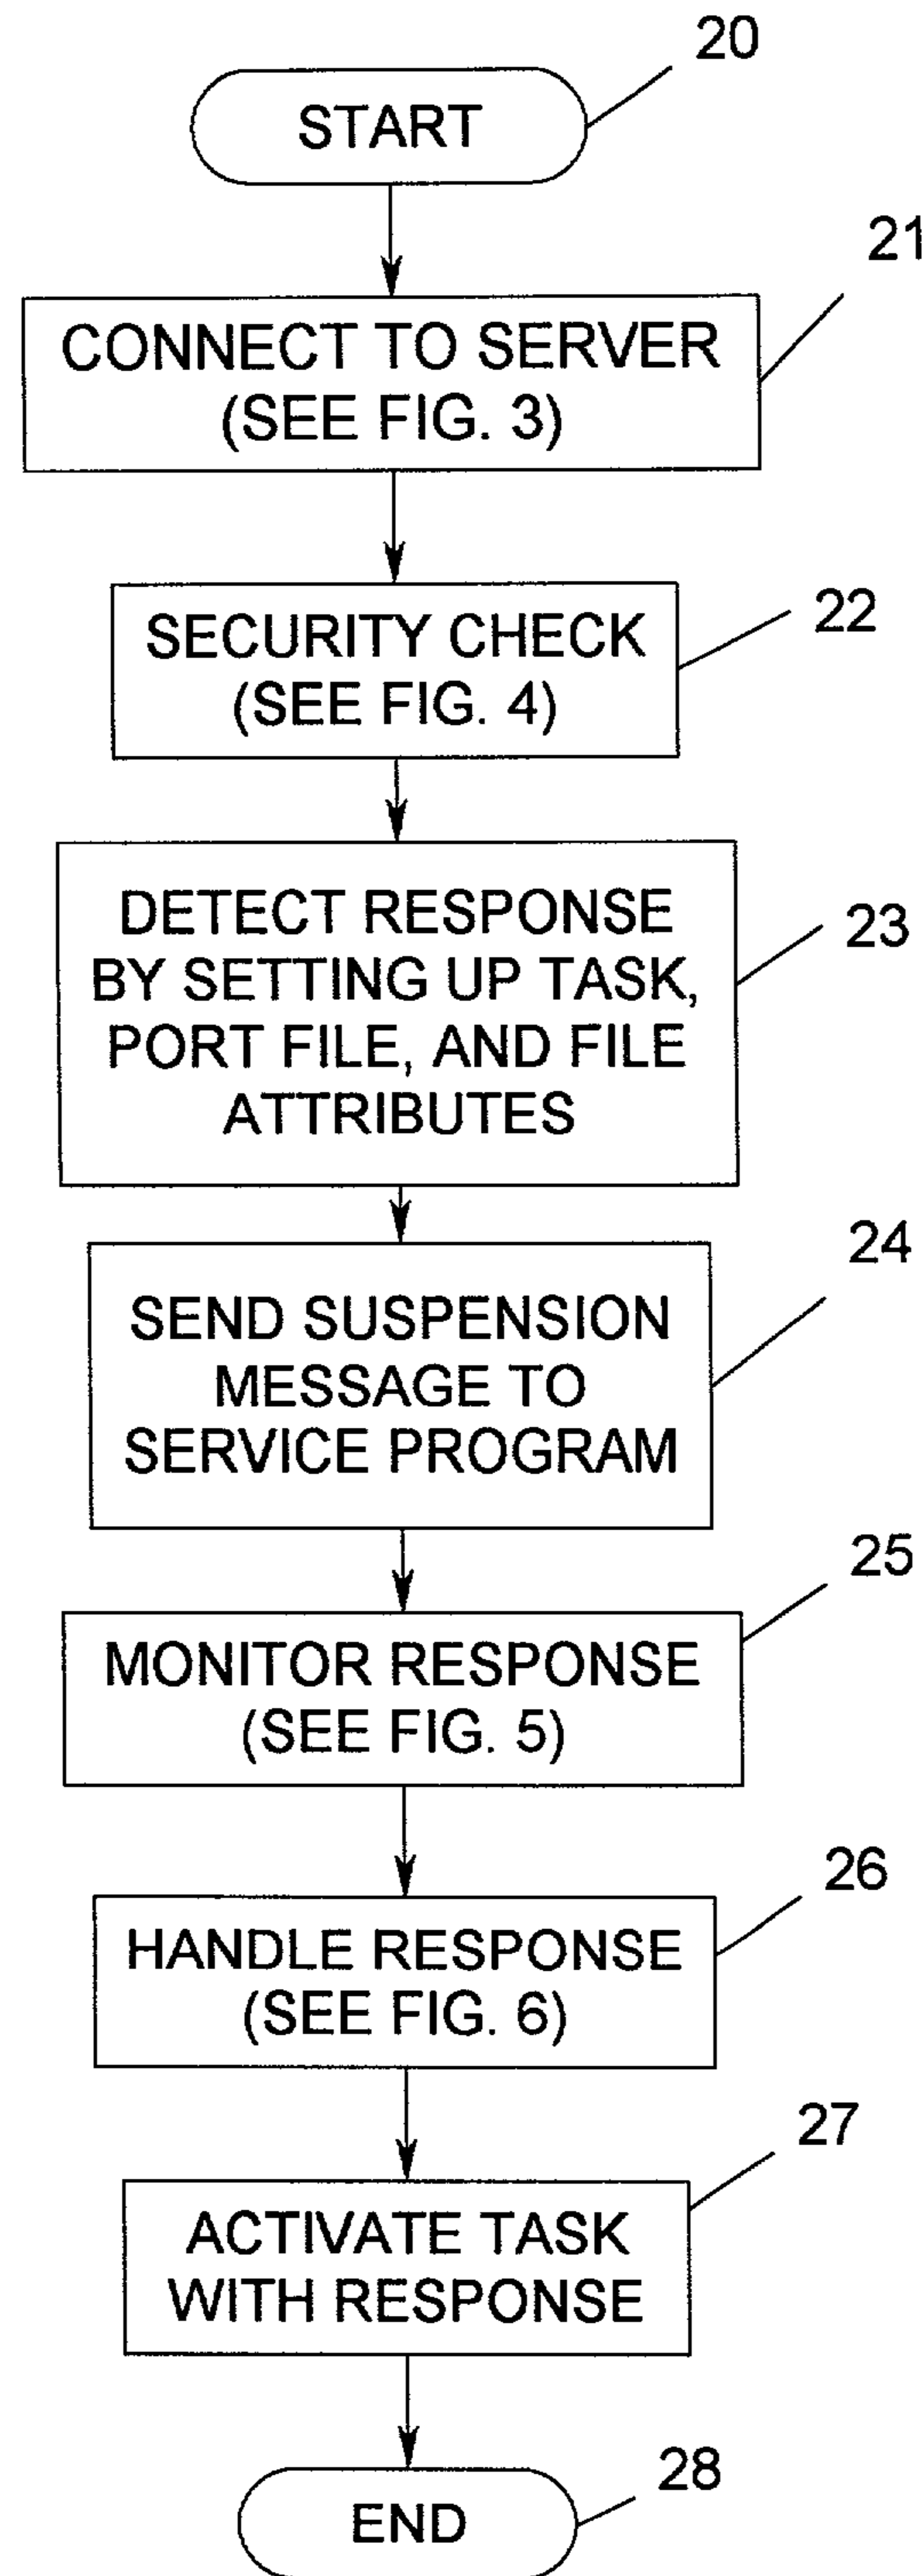 20
START
21
CONNECT TO SERVER
(SEE FIG. 3)
22
SECURITY CHECK
(SEE FIG. 4)
23
DETECT RESPONSE
BY SETTING UP TASK,
PORT FILE, AND FILE
ATTRIBUTES
24
SEND SUSPENSION
MESSAGE TO
SERVICE PROGRAM
25
MONITOR RESPONSE
(SEE FIG. 5)
26
HANDLE RESPONSE
(SEE FIG. 6)
27
ACTIVATE TASK
WITH RESPONSE
28
END